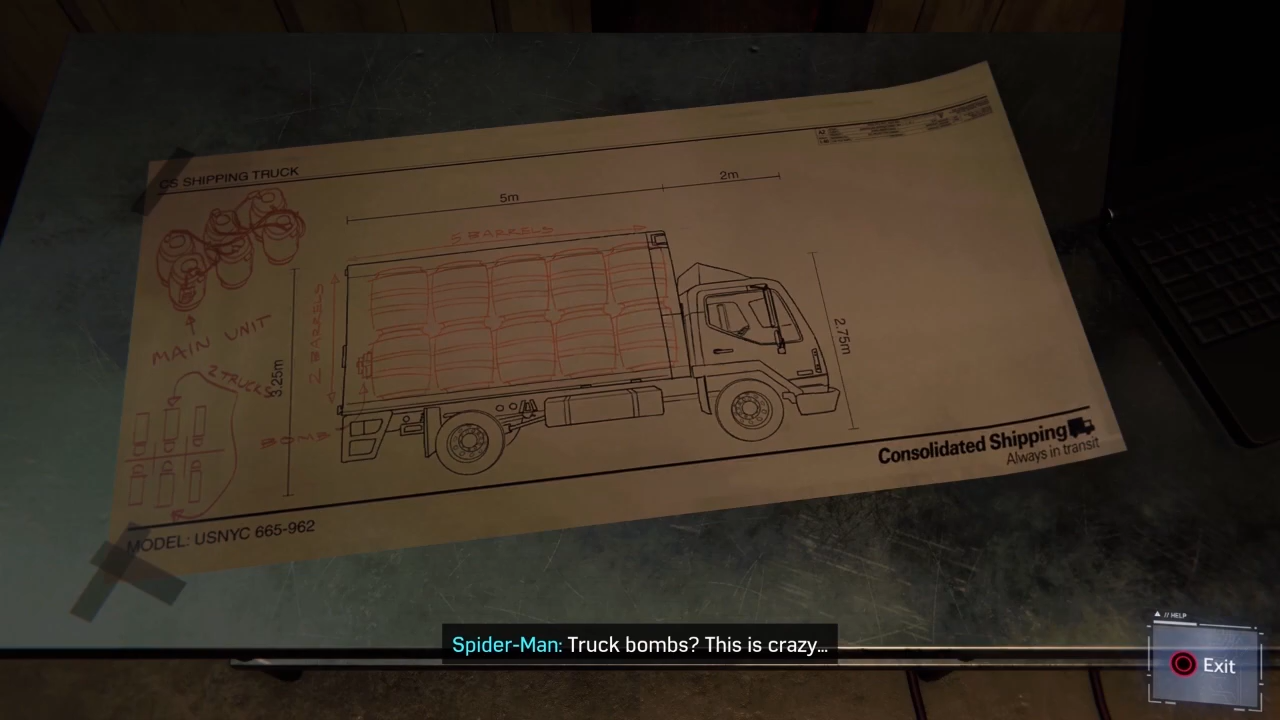 CS SHIPPING TRUCK
5m
2m
5 BARRELS
2 BARRELS
3.25m
2.75m
MAIN UNIT
2 TRUCKS
BOMB
Consolidated Shipping
Always in transit
MODEL: USNYC 665-962
Spider-Man: Truck bombs? This is crazy...
// HELP
Exit